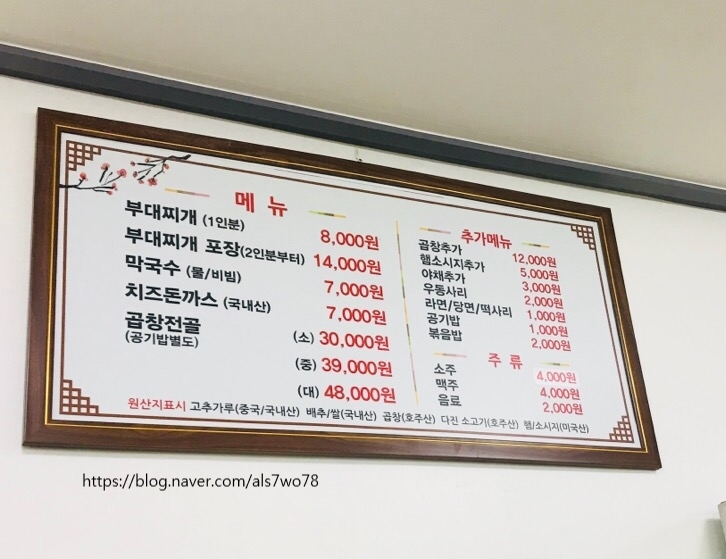 메 뉴
부대찌개 (1인분) 8,000원
부대찌개 포장(2인분부터) 14,000원
막국수 (물/비빔) 7,000원
치즈돈까스 (국내산) 7,000원
곱창전골 (소) 30,000원
(공기밥별도)
(중) 39,000원
(대) 48,000원
추가메뉴
곱창추가 12,000원
햄소시지추가 5,000원
야채추가 3,000원
우동사리 2,000원
라면/당면/떡사리 1,000원
공기밥 1,000원
볶음밥 2,000원
주 류
소주 4,000원
맥주 4,000원
음료 2,000원
원산지표시 고추가루(중국/국내산) 배추/쌀(국내산) 곱창(호주산) 다진 소고기(호주산) 햄/소시지(미국산)
https://blog.naver.com/als7wo78